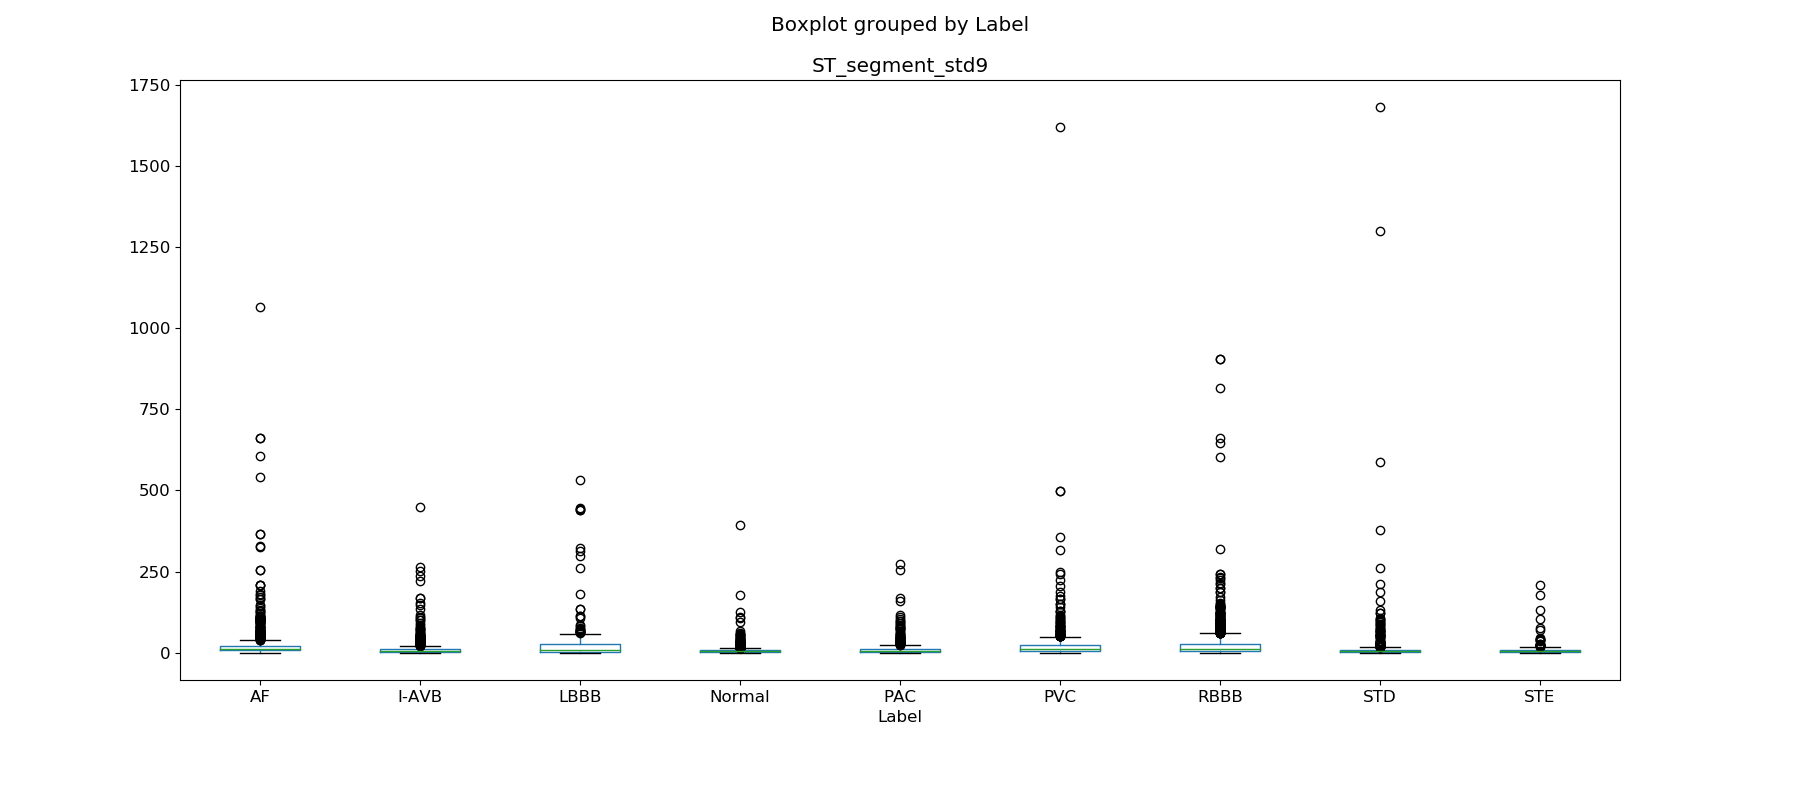 Boxplot grouped by Label
ST_segment_std9
1750
1500
1250
1000
750
500
250
0
AF I-AVB LBBB Normal PAC PVC RBBB STD STE
Label